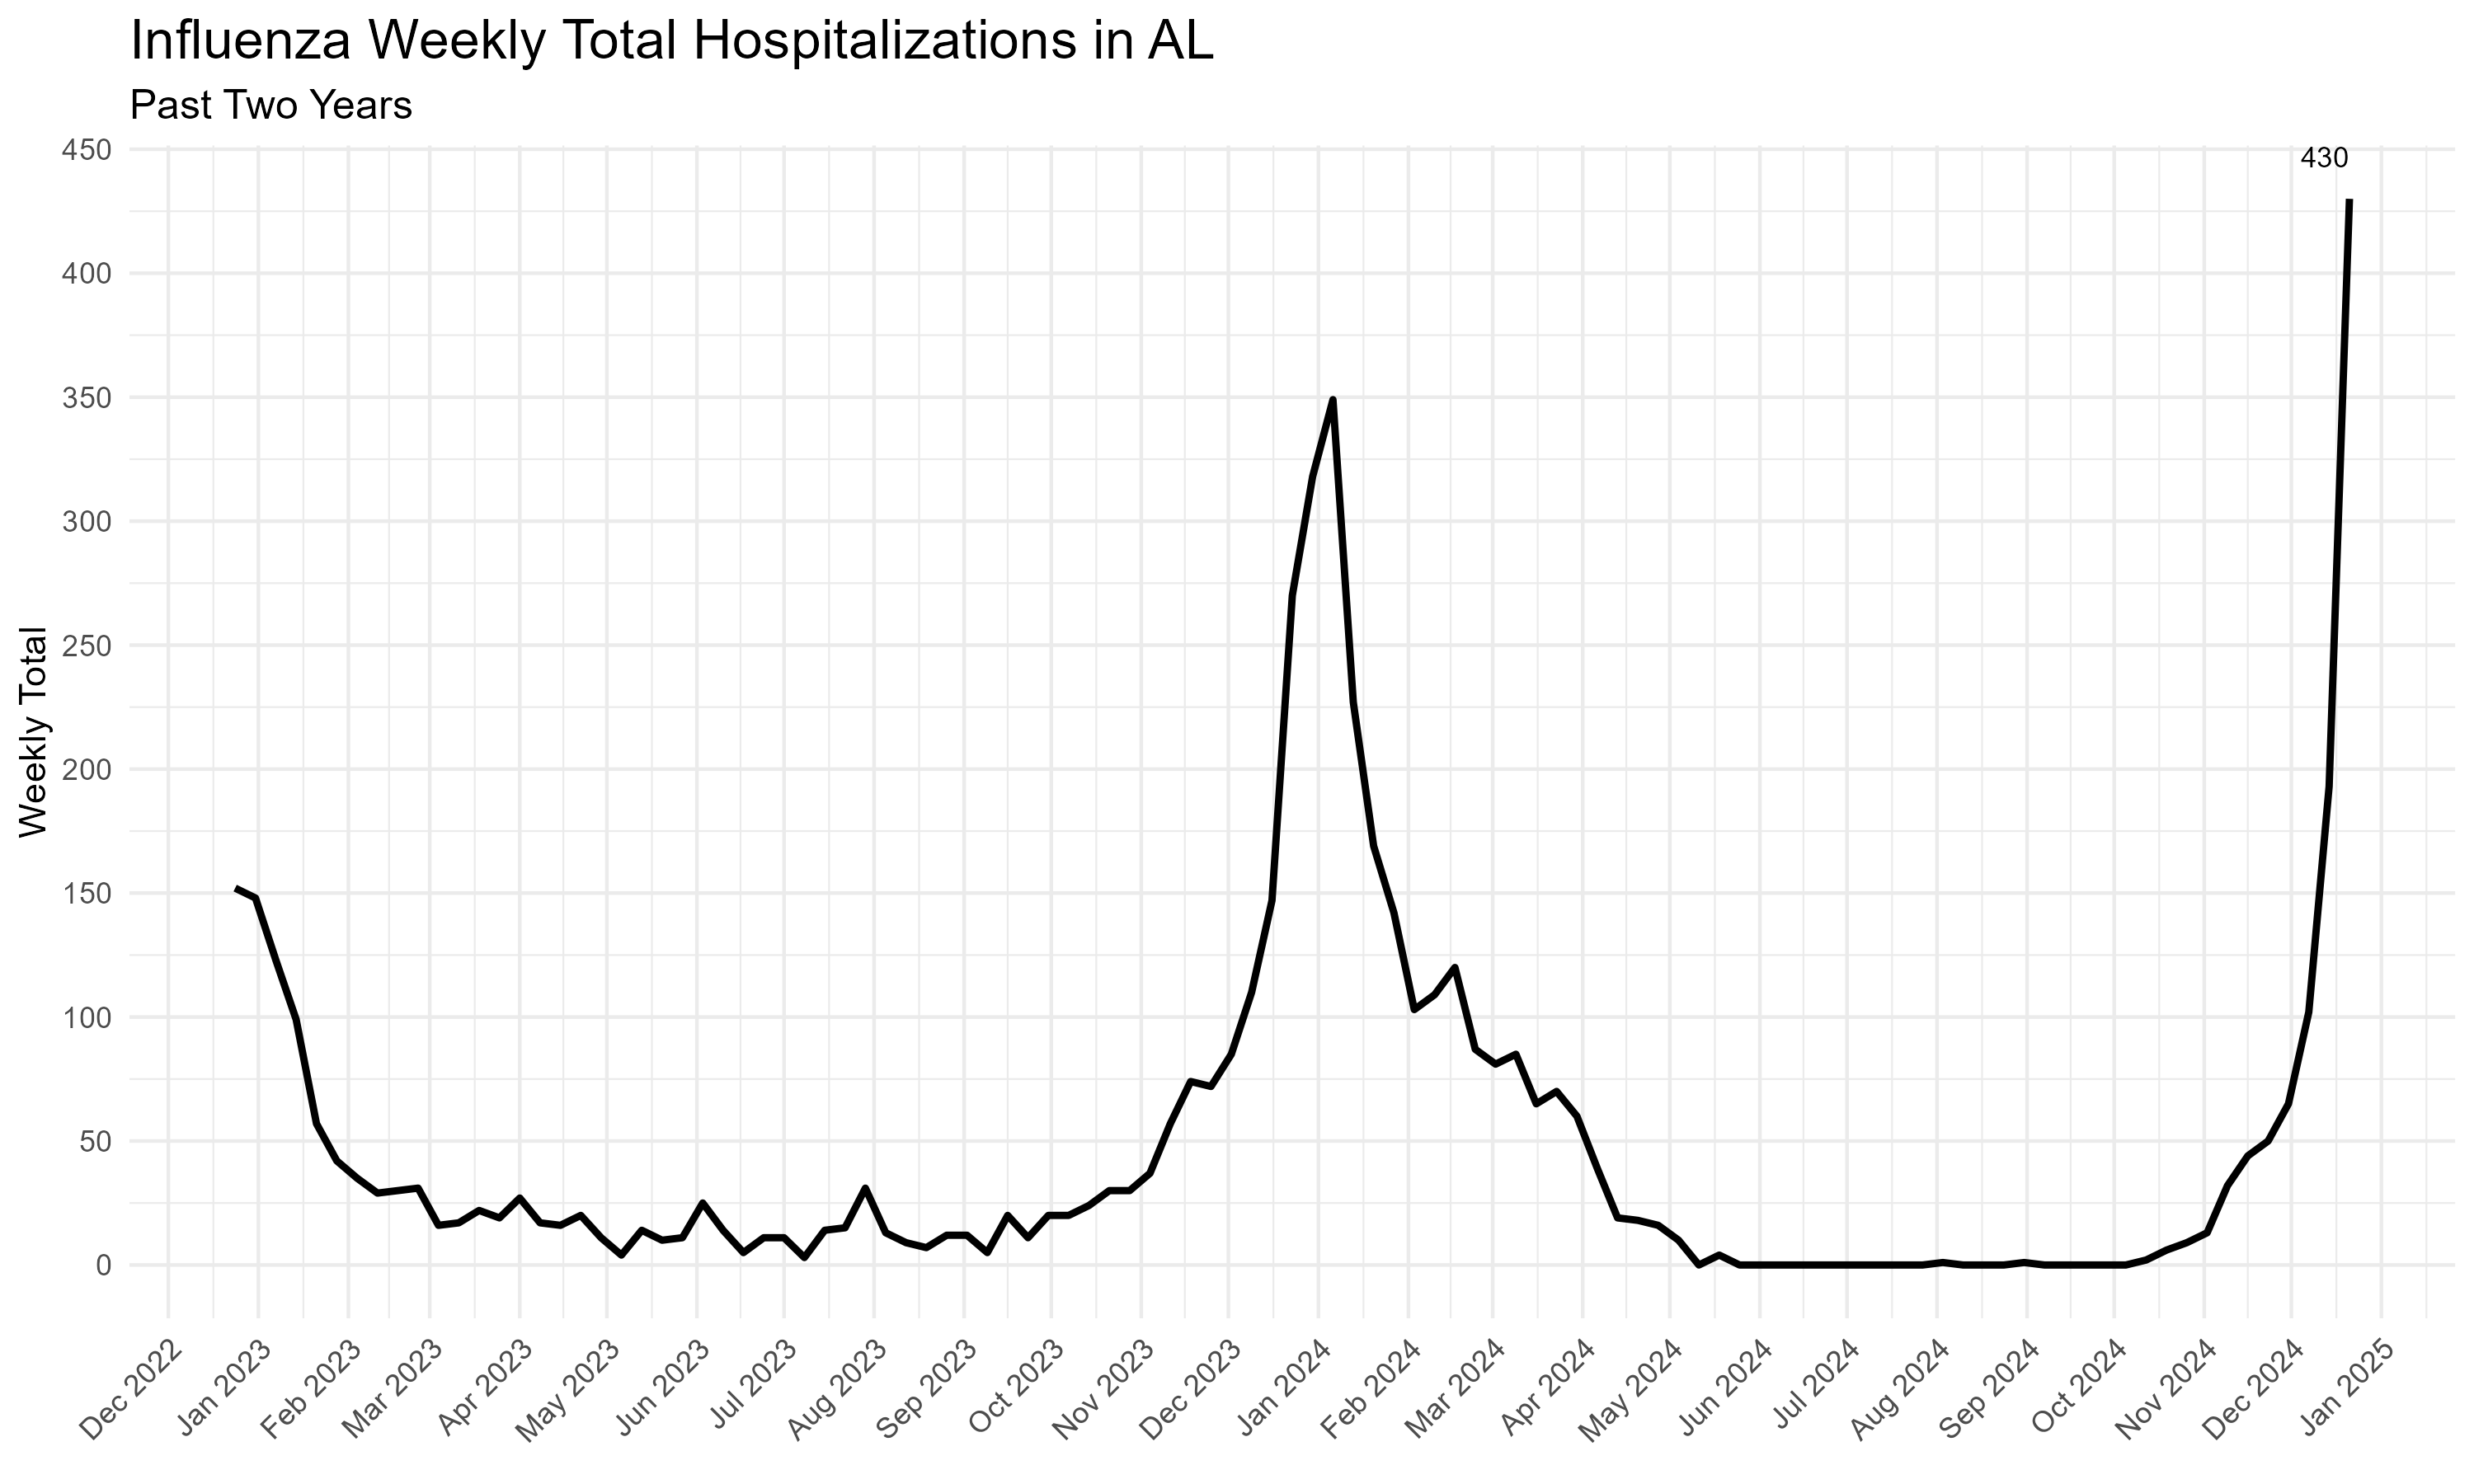 Influenza Weekly Total Hospitalizations in AL
Past Two Years
450
430
400
350
300
250
200
150
100
50
0
Weekly Total
Dec 2022
Jan 2023
Feb 2023
Mar 2023
Apr 2023
May 2023
Jun 2023
Jul 2023
Aug 2023
Sep 2023
Oct 2023
Nov 2023
Dec 2023
Jan 2024
Feb 2024
Mar 2024
Apr 2024
May 2024
Jun 2024
Jul 2024
Aug 2024
Sep 2024
Oct 2024
Nov 2024
Dec 2024
Jan 2025